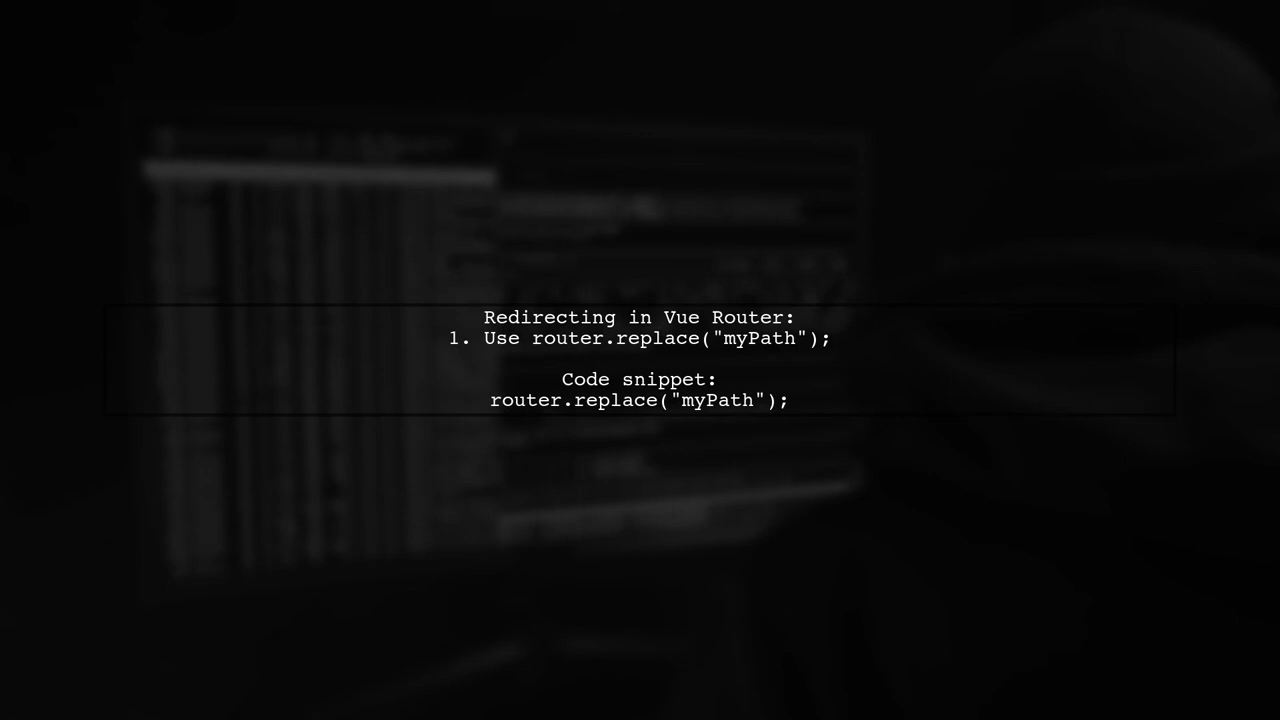 Redirecting in Vue Router:
1. Use router.replace("myPath");
Code snippet:
router.replace("myPath");